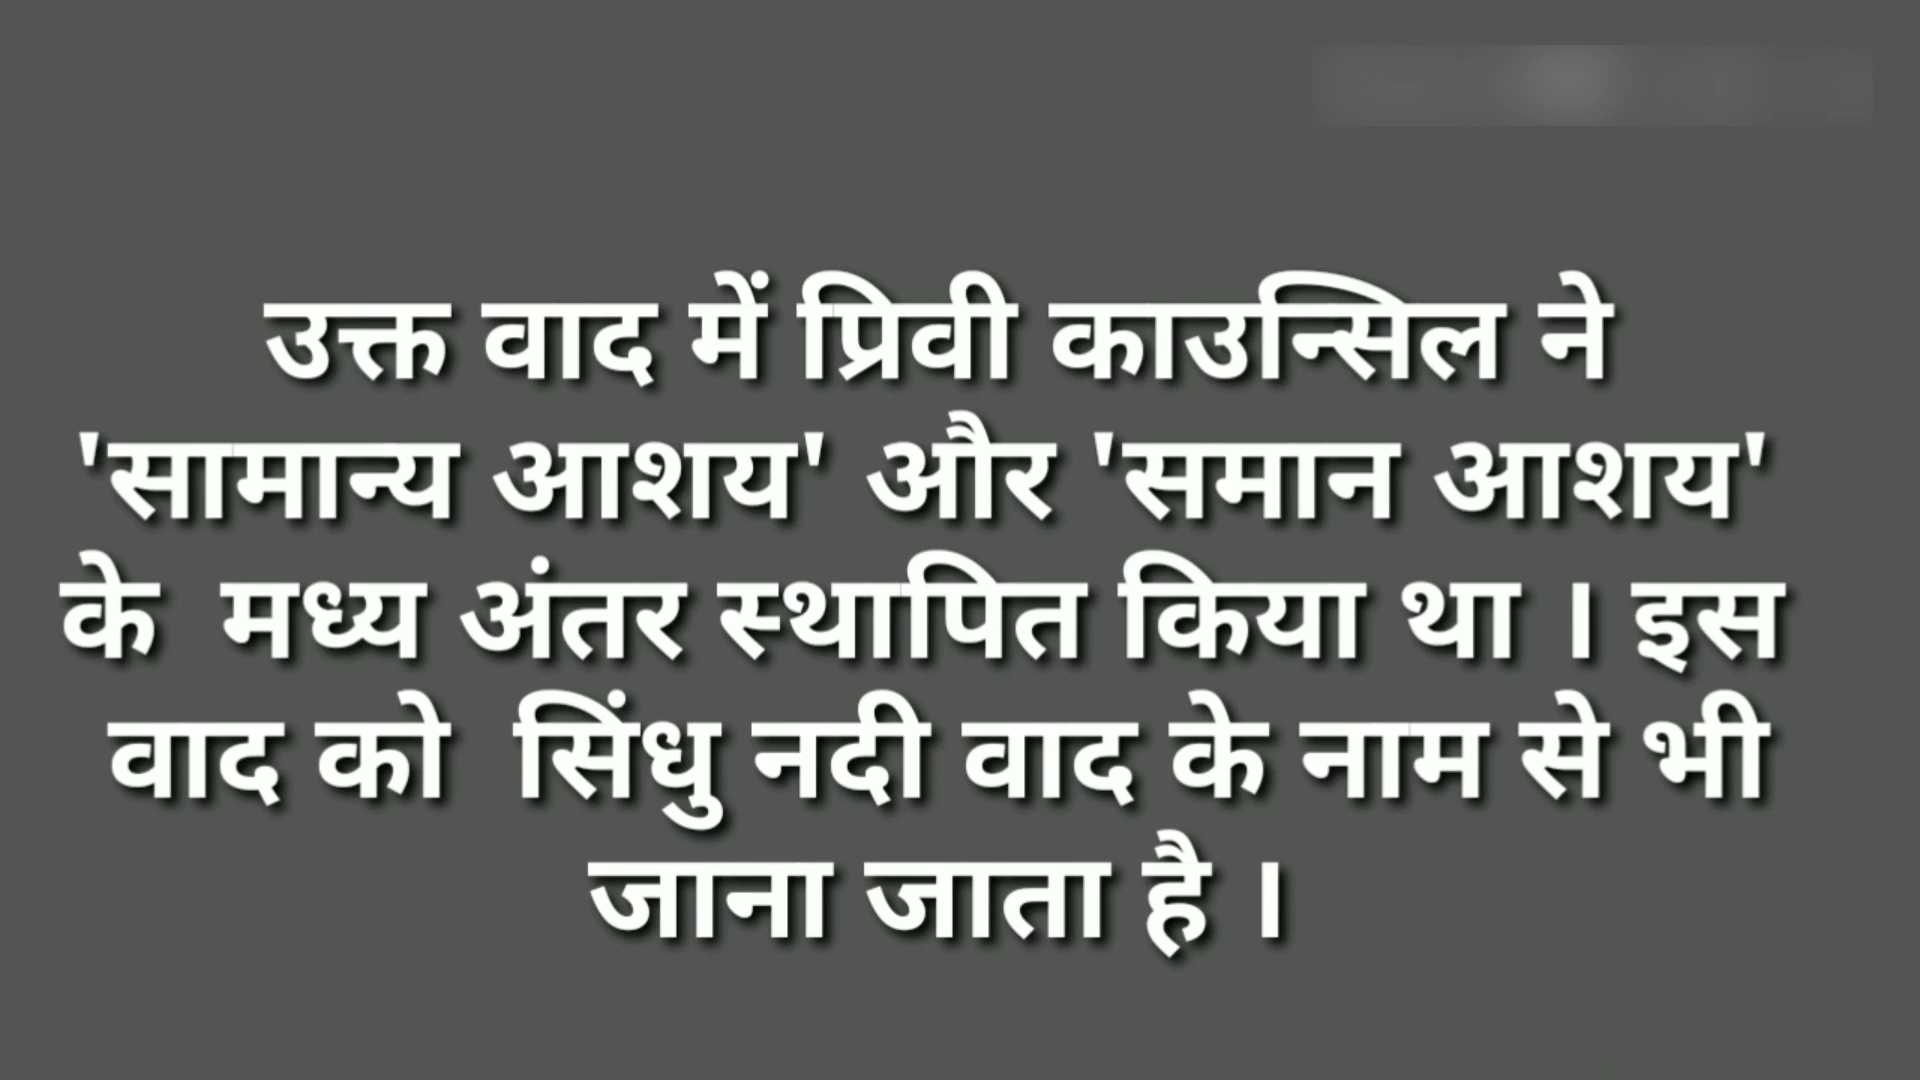 उक्त वाद में प्रिवी काउन्सिल ने
'सामान्य आशय' और 'समान आशय'
के मध्य अंतर स्थापित किया था । इस
वाद को सिंधु नदी वाद के नाम से भी
जाना जाता है ।